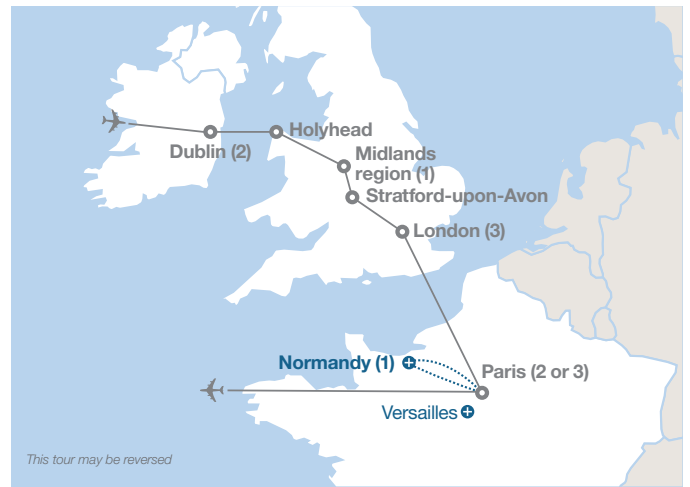 Holyhead
Dublin (2)
Midlands
region (1)
Stratford-upon-Avon
London (3)
Normandy (1)
Paris (2 or 3)
Versailles
This tour may be reversed